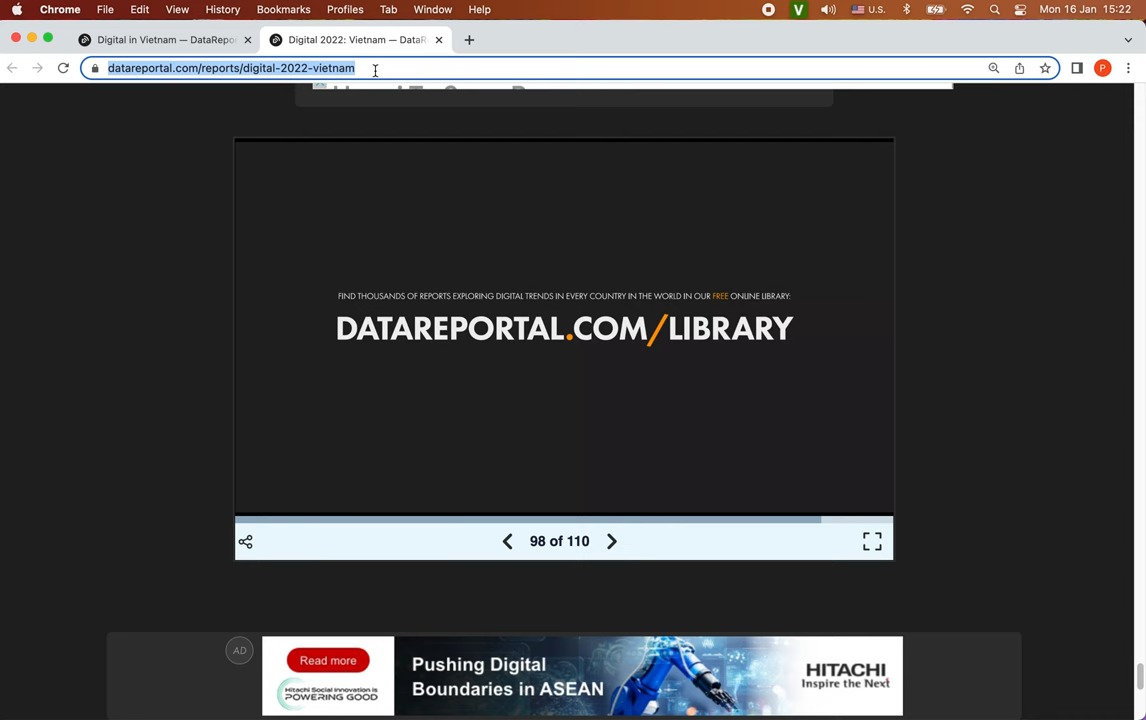 Chrome File Edit View History Bookmarks Profiles Tab Window Help V U.S. Mon 16 Jan 15:22
Digital in Vietnam — DataRepor Digital 2022: Vietnam — DataR
datareportal.com/reports/digital-2022-vietnam P
FIND THOUSANDS OF REPORTS EXPLORING DIGITAL TRENDS IN EVERY COUNTRY IN THE WORLD IN OUR FREE ONLINE LIBRARY:
DATAREPORTAL.COM/LIBRARY
98 of 110
AD
Read more
Hitachi Social Innovation is
POWERING GOOD
Pushing Digital
Boundaries in ASEAN
HITACHI
Inspire the Next